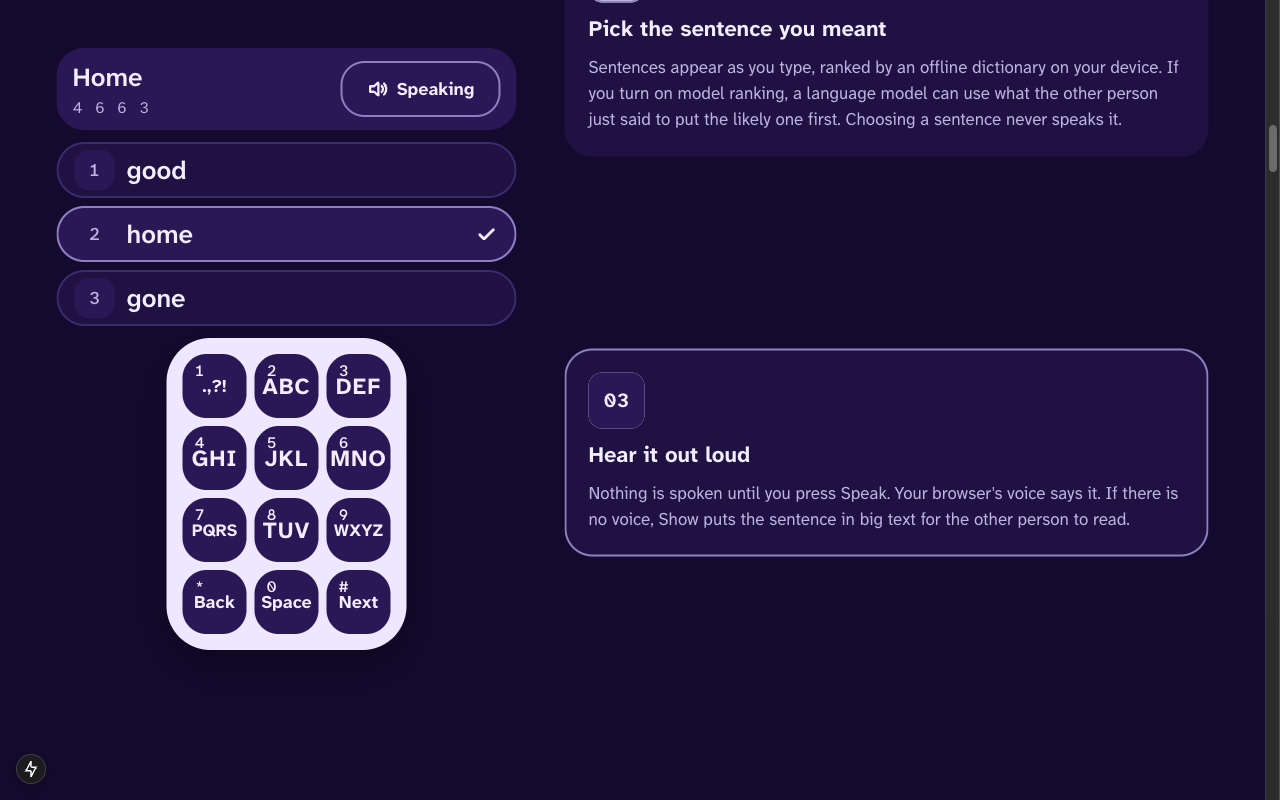 Home
4 6 6 3
Speaking
1 good
2 home
3 gone
1 .,?!
2 ABC
3 DEF
4 GHI
5 JKL
6 MNO
7 PQRS
8 TUV
9 WXYZ
* Back
0 Space
# Next
Pick the sentence you meant
Sentences appear as you type, ranked by an offline dictionary on your device. If
you turn on model ranking, a language model can use what the other person
just said to put the likely one first. Choosing a sentence never speaks it.
03
Hear it out loud
Nothing is spoken until you press Speak. Your browser's voice says it. If there is
no voice, Show puts the sentence in big text for the other person to read.